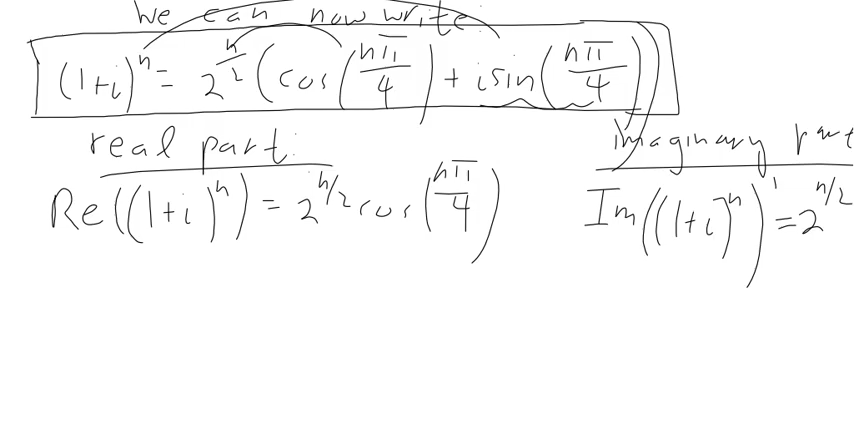 We can now write:
(1+i)^n = 2^{n/2} (cos(nπ/4) + i sin(nπ/4))
real part: imaginary part
Re((1+i)^n) = 2^{n/2} cos(nπ/4) Im((1+i)^n) = 2^{n/2}